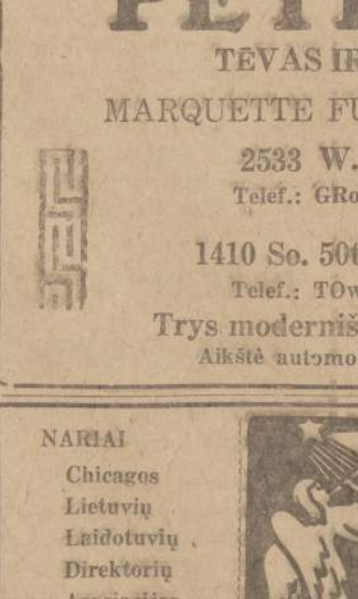 TĖVAS IR
MARQUETTE FU
2533 W.
Telef.: GRo
1410 So. 50
Telef.: TOw
Trys moderniš
Aikštė automo
NARIAI
Chicagos
Lietuvių
Laidotuvių
Direktorių